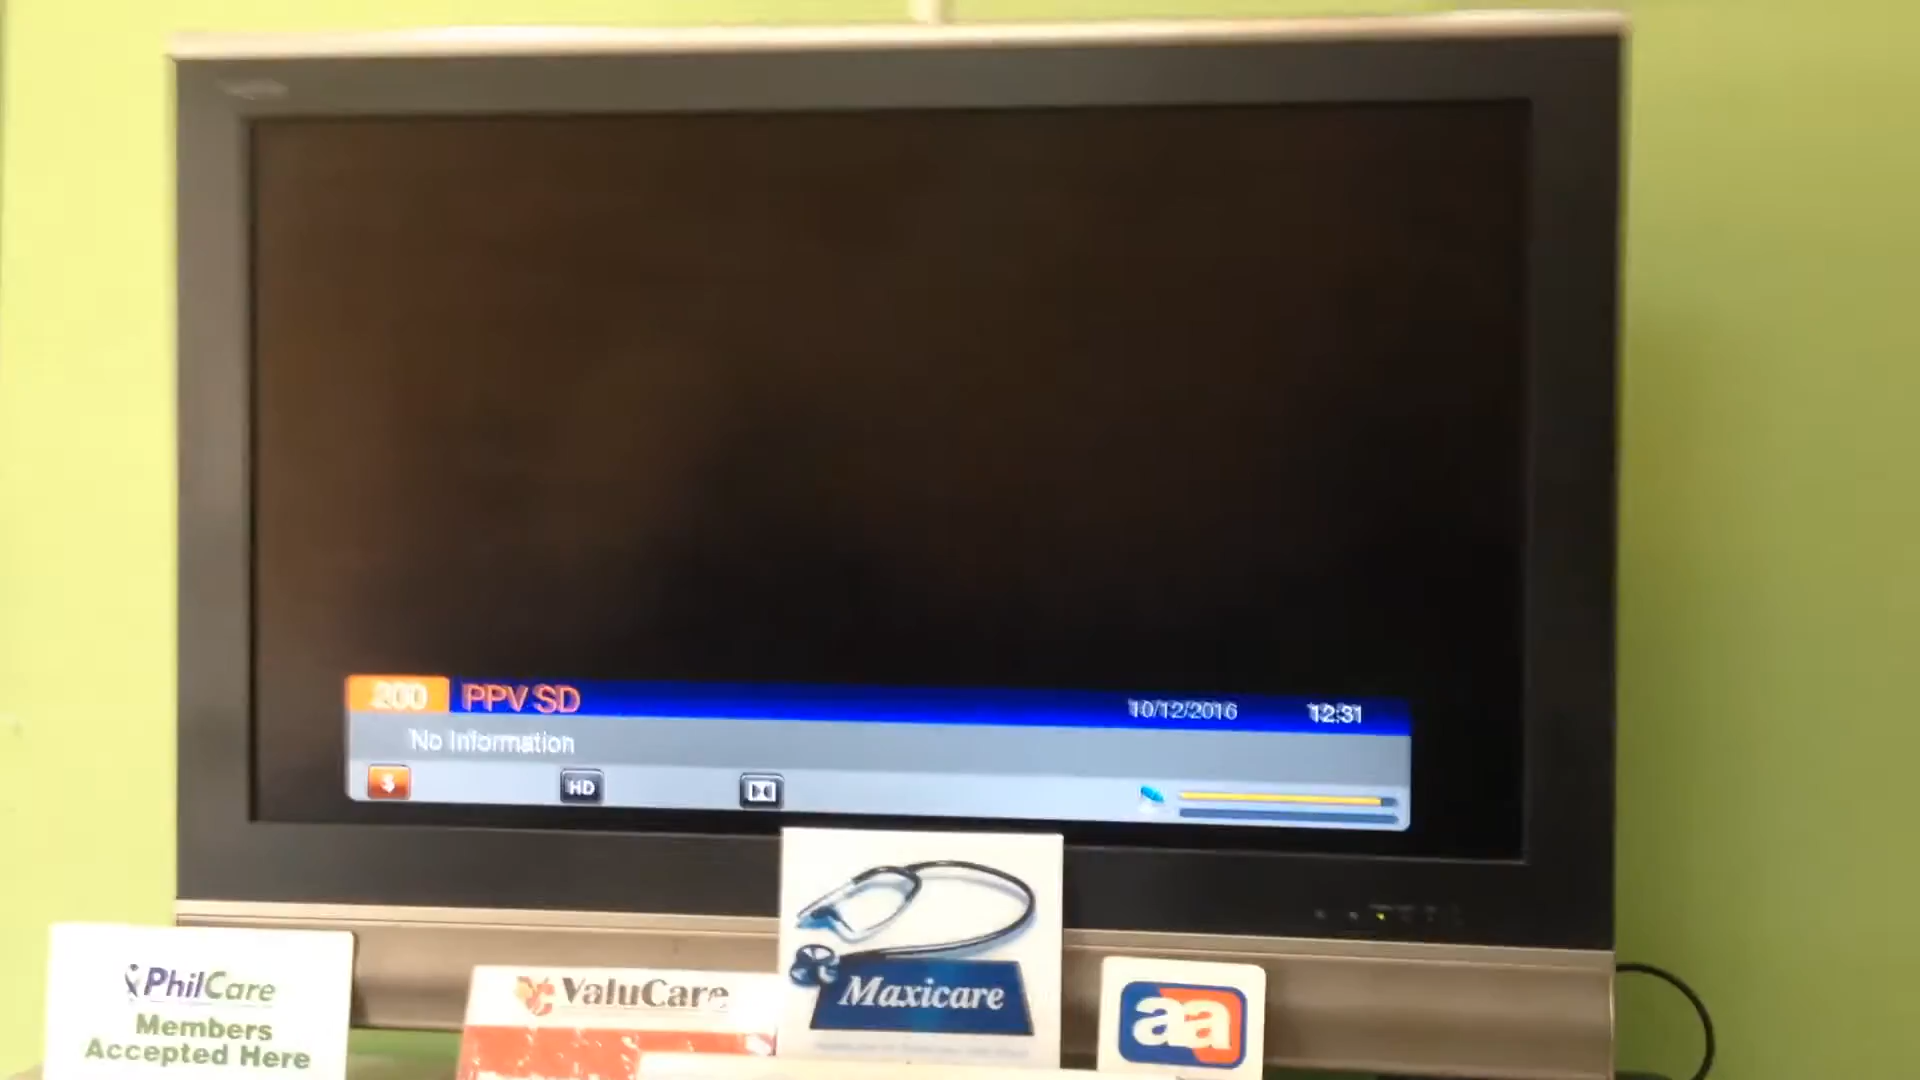 200 PPV SD 10/12/2016 12:31
No Information
$ HD
PhilCare
Members
Accepted Here
ValuCare
Maxicare
aa